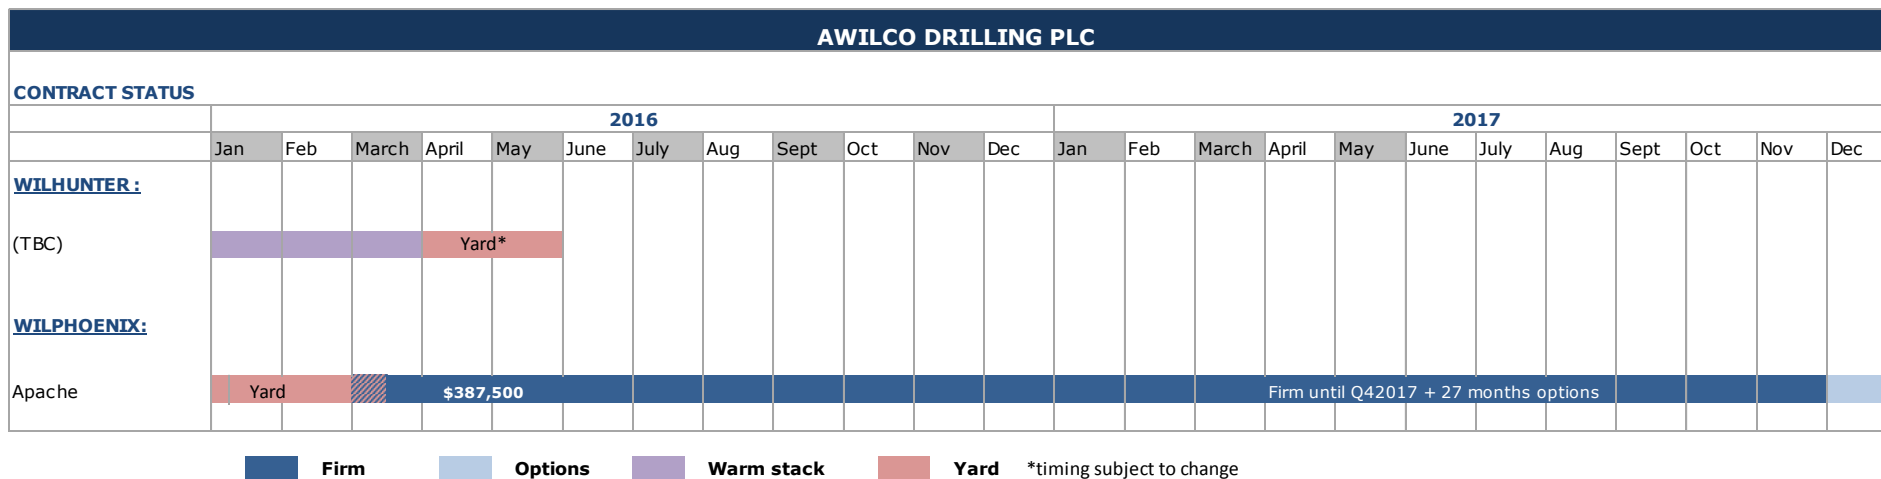 AWILCO DRILLING PLC
CONTRACT STATUS
2016 2017
Jan Feb March April May June July Aug Sept Oct Nov Dec Jan Feb March April May June July Aug Sept Oct Nov Dec
WILHUNTER :
(TBC) Yard*
WILPHOENIX:
Apache Yard $387,500 Firm until Q42017 + 27 months options
Firm Options Warm stack Yard *timing subject to change